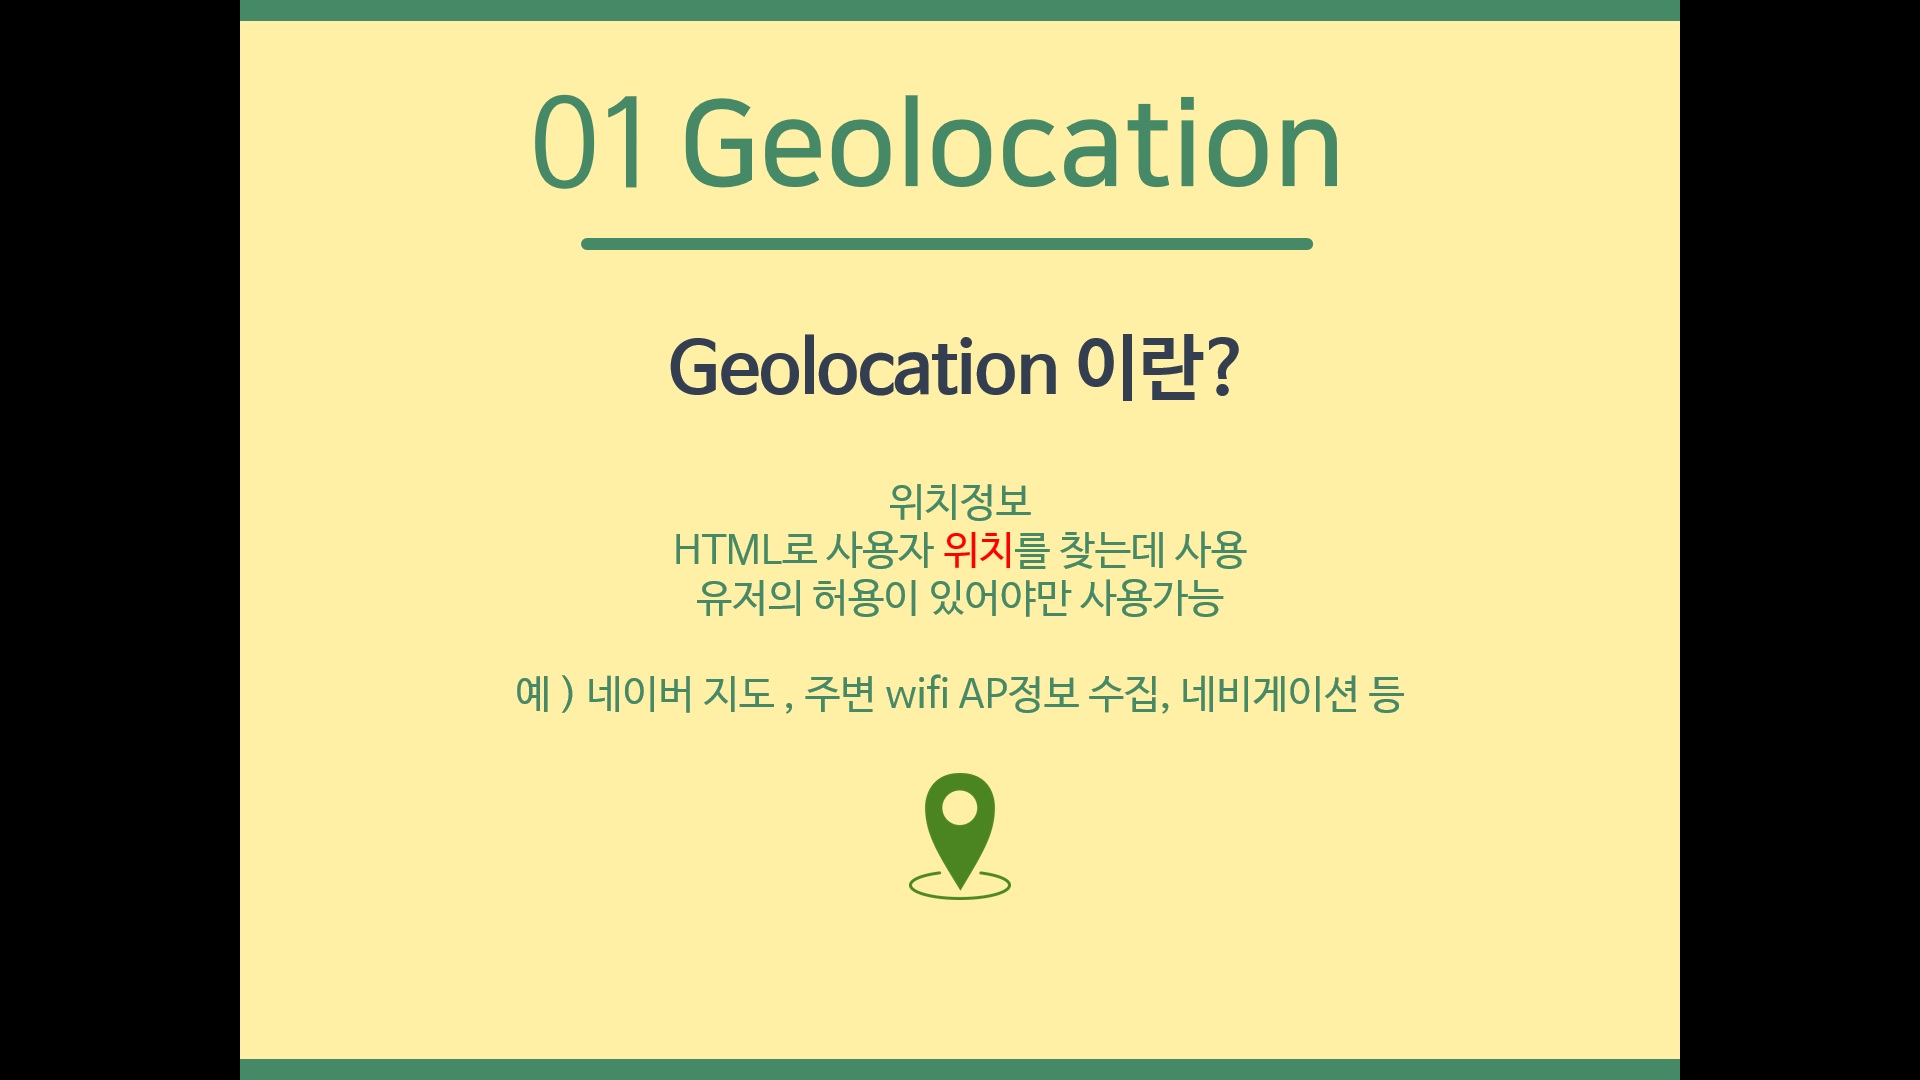 01 Geolocation
Geolocation 이란?
위치정보
HTML로 사용자 위치를 찾는데 사용
유저의 허용이 있어야만 사용가능
예 ) 네이버 지도 , 주변 wifi AP정보 수집, 네비게이션 등